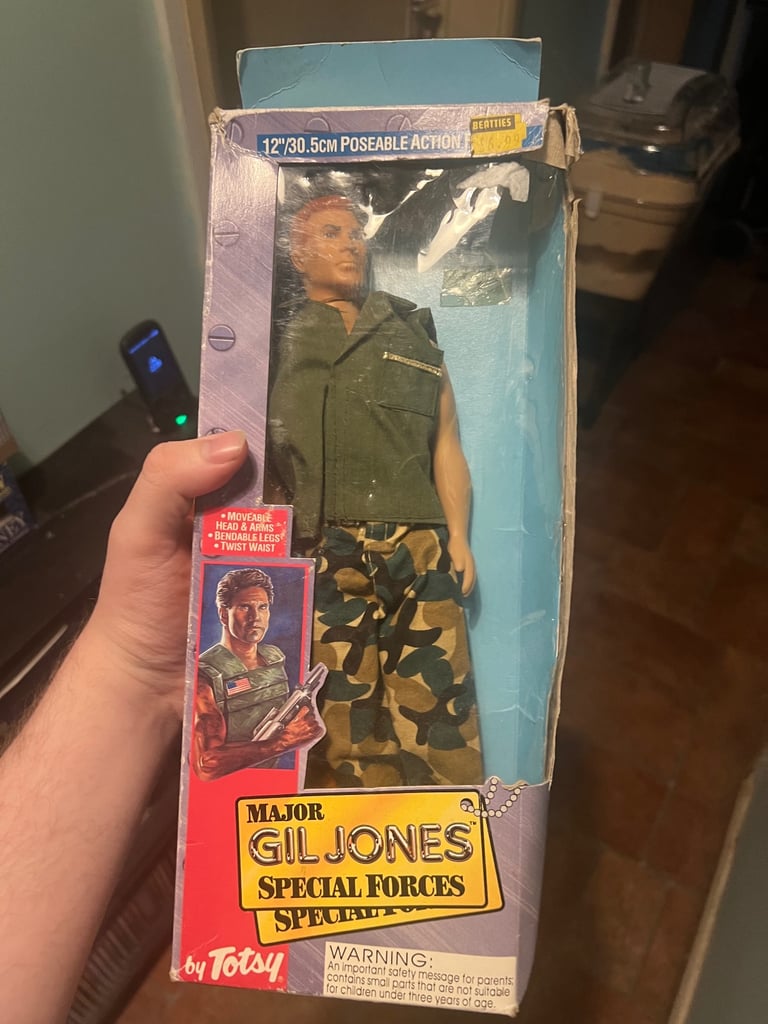 BEATTIES
12"/30.5CM POSEABLE ACTION
• MOVEABLE
HEAD & ARMS
• BENDABLE LEGS
• TWIST WAIST
MAJOR
GIL JONES™
SPECIAL FORCES
SPECIAL
by Totsy®
WARNING:
An important safety message for parents;
contains small parts that are not suitable
for children under three years of age.